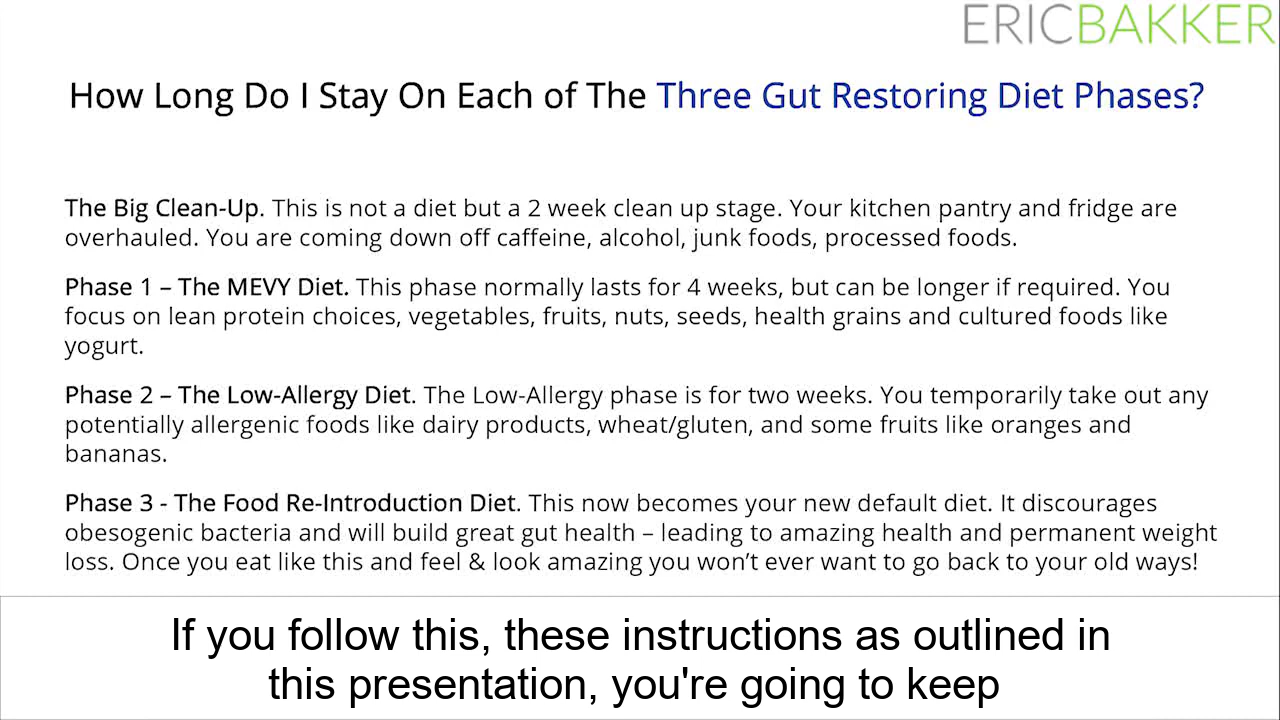 ERICBAKKER
How Long Do I Stay On Each of The Three Gut Restoring Diet Phases?
The Big Clean-Up. This is not a diet but a 2 week clean up stage. Your kitchen pantry and fridge are
overhauled. You are coming down off caffeine, alcohol, junk foods, processed foods.
Phase 1 – The MEVY Diet. This phase normally lasts for 4 weeks, but can be longer if required. You
focus on lean protein choices, vegetables, fruits, nuts, seeds, health grains and cultured foods like
yogurt.
Phase 2 – The Low-Allergy Diet. The Low-Allergy phase is for two weeks. You temporarily take out any
potentially allergenic foods like dairy products, wheat/gluten, and some fruits like oranges and
bananas.
Phase 3 - The Food Re-Introduction Diet. This now becomes your new default diet. It discourages
obesogenic bacteria and will build great gut health – leading to amazing health and permanent weight
loss. Once you eat like this and feel & look amazing you won’t ever want to go back to your old ways!
If you follow this, these instructions as outlined in
this presentation, you're going to keep